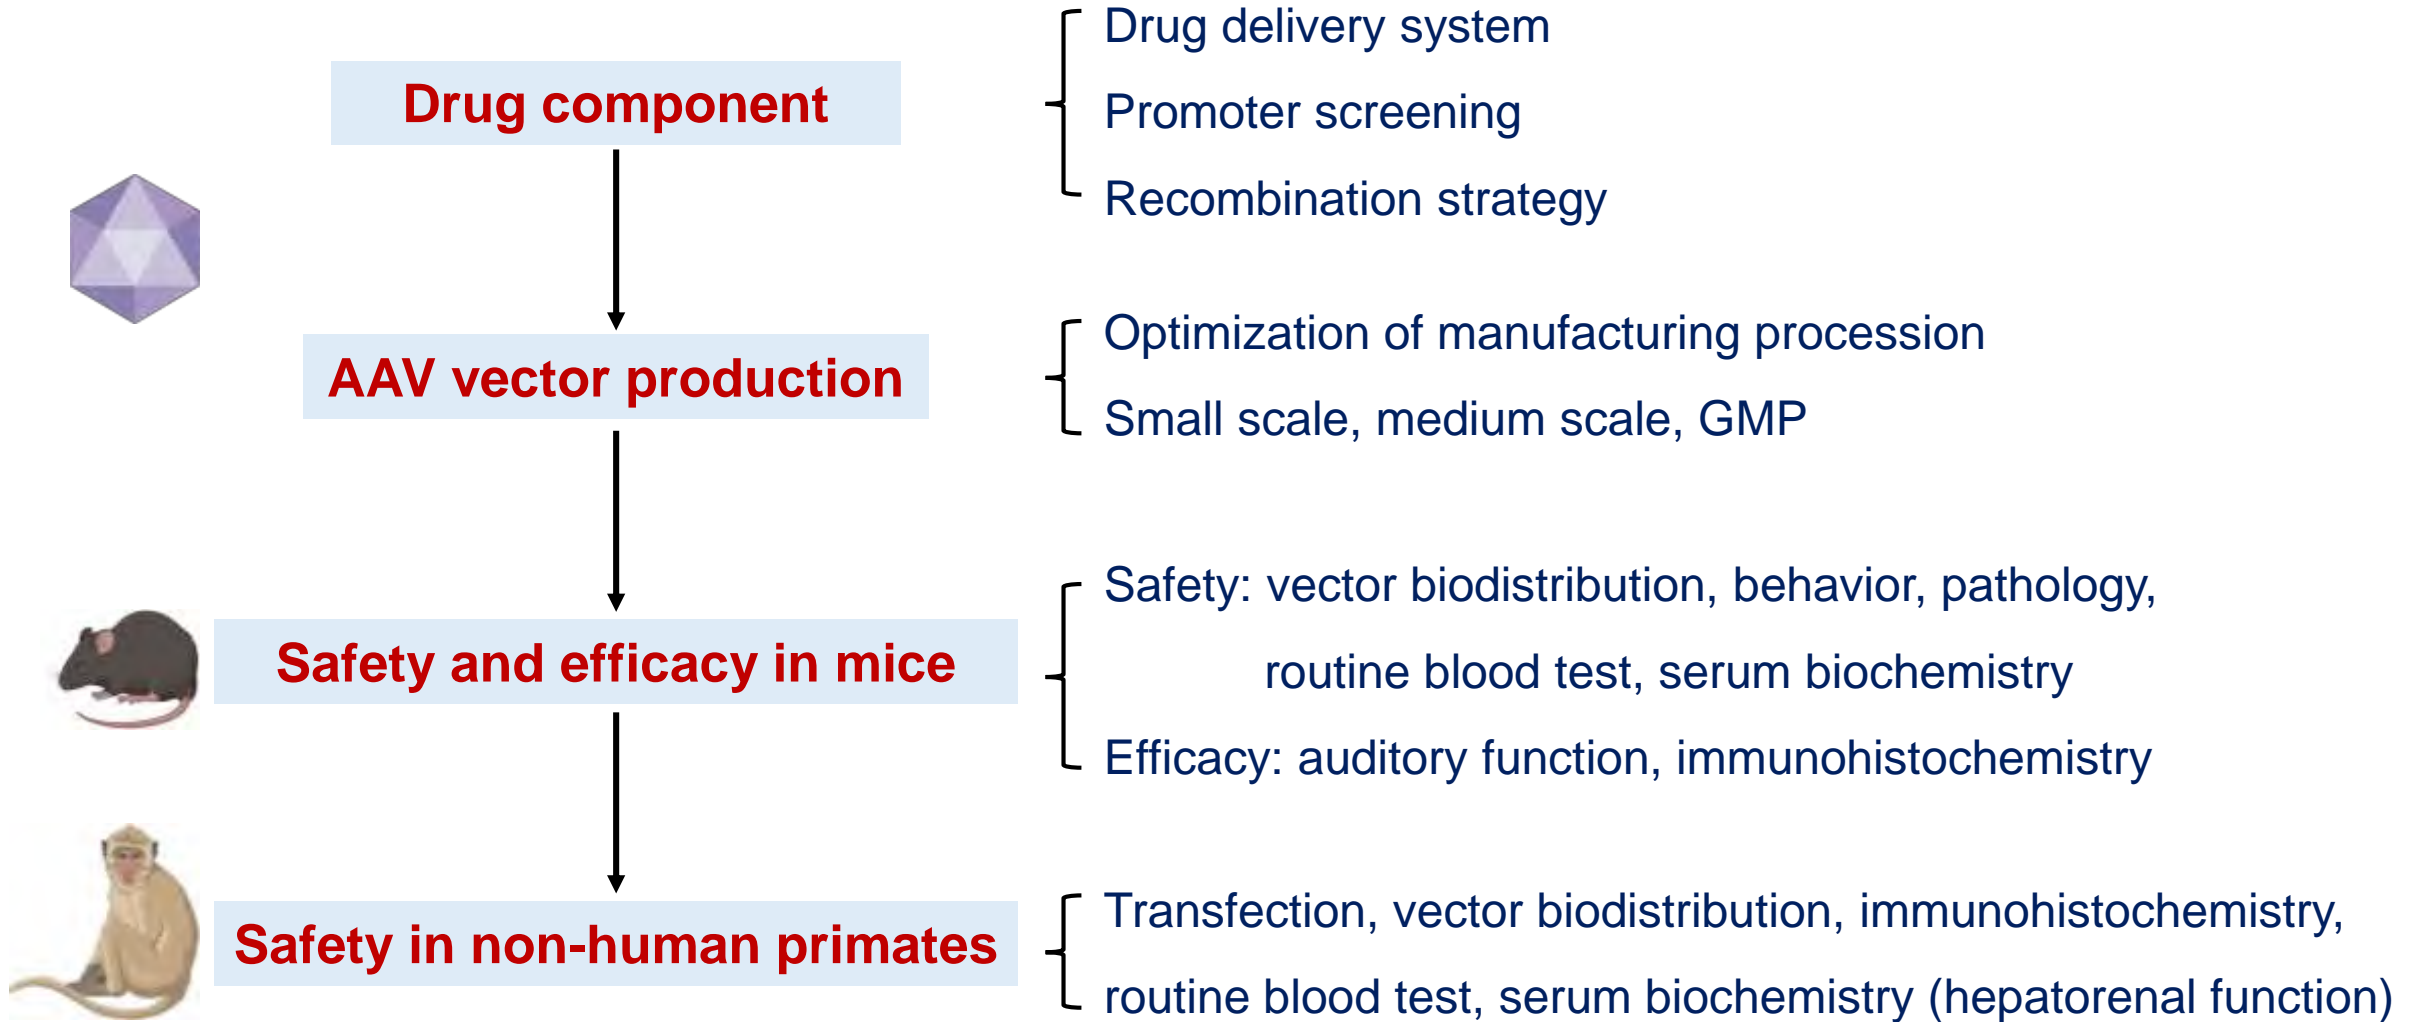 Drug component
Drug delivery system
Promoter screening
Recombination strategy
AAV vector production
Optimization of manufacturing procession
Small scale, medium scale, GMP
Safety and efficacy in mice
Safety: vector biodistribution, behavior, pathology,
routine blood test, serum biochemistry
Efficacy: auditory function, immunohistochemistry
Safety in non-human primates
Transfection, vector biodistribution, immunohistochemistry,
routine blood test, serum biochemistry (hepatorenal function)